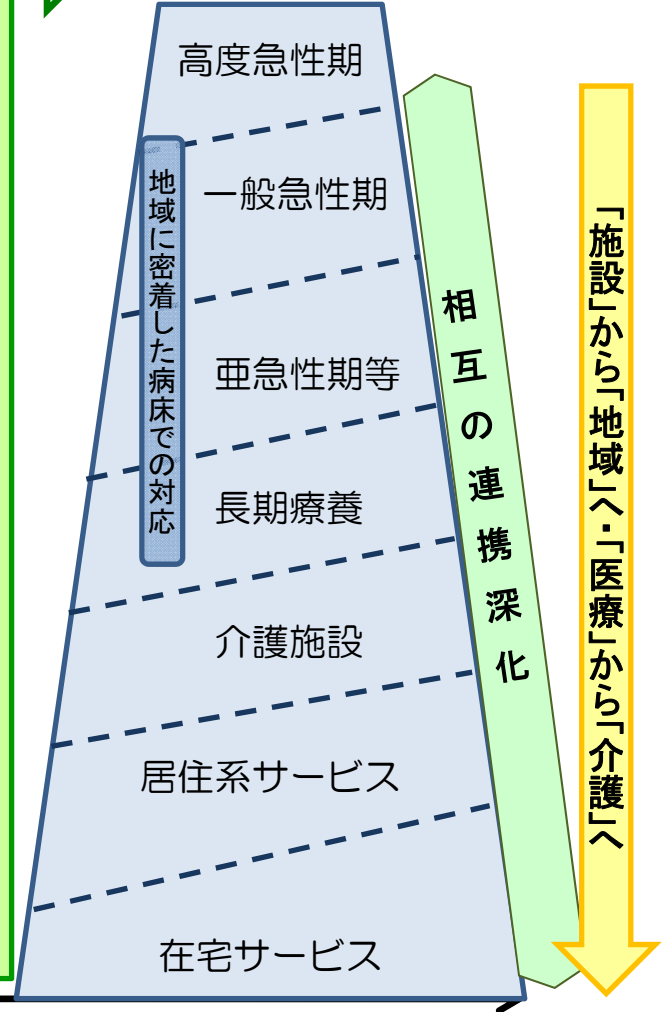 高度急性期
一般急性期
亜急性期等
長期療養
介護施設
居住系サービス
在宅サービス
地域に密着した病床での対応
相互の連携深化
「施設」から「地域」へ・「医療」から「介護」へ